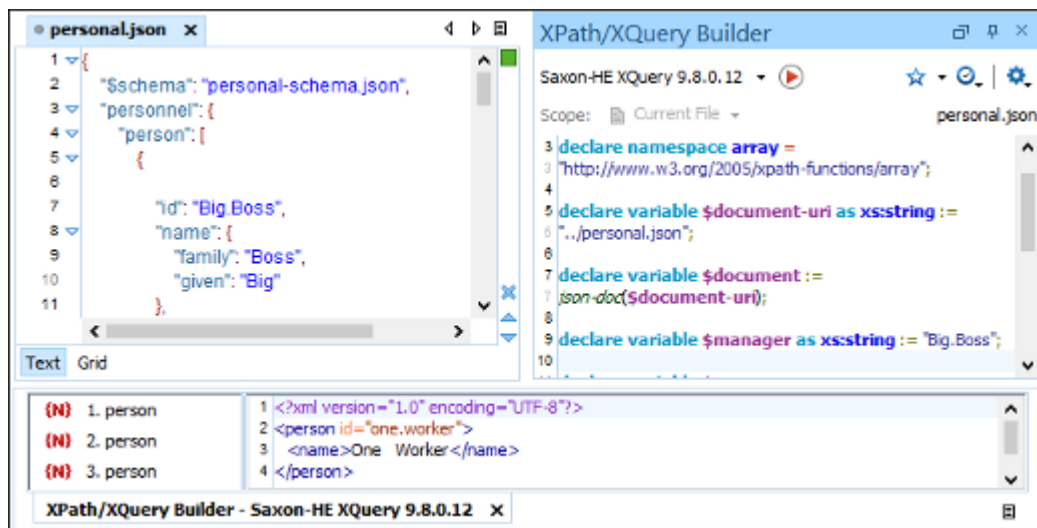 personal.json
1 {
2 "$schema": "personal-schema.json",
3 "personnel": {
4 "person": [
5 {
6
7 "id": "Big.Boss",
8 "name": {
9 "family": "Boss",
10 "given": "Big"
11 },
Text Grid
XPath/XQuery Builder
Saxon-HE XQuery 9.8.0.12
Scope: Current File personal.json
3 declare namespace array =
3 "http://www.w3.org/2005/xpath-functions/array";
4
5 declare variable $document-uri as xs:string :=
6 "../personal.json";
6
7 declare variable $document :=
7 json-doc($document-uri);
8
9 declare variable $manager as xs:string := "Big.Boss";
10
{N} 1. person
{N} 2. person
{N} 3. person
1 <?xml version="1.0" encoding="UTF-8"?>
2 <person id="one.worker">
3 <name>One Worker</name>
4 </person>
XPath/XQuery Builder - Saxon-HE XQuery 9.8.0.12